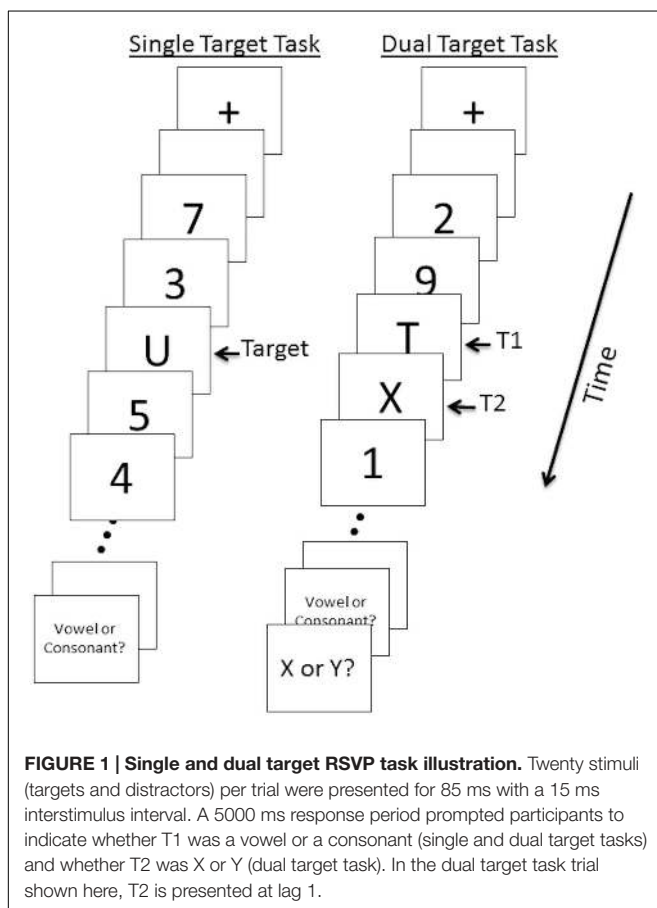 Single Target Task
+
7
3
U
Target
5
4
Vowel or
Consonant?
Dual Target Task
+
2
9
T
T1
X
T2
1
Vowel or
Consonant?
X or Y?
Time
FIGURE 1 | Single and dual target RSVP task illustration. Twenty stimuli
(targets and distractors) per trial were presented for 85 ms with a 15 ms
interstimulus interval. A 5000 ms response period prompted participants to
indicate whether T1 was a vowel or a consonant (single and dual target tasks)
and whether T2 was X or Y (dual target task). In the dual target task trial
shown here, T2 is presented at lag 1.